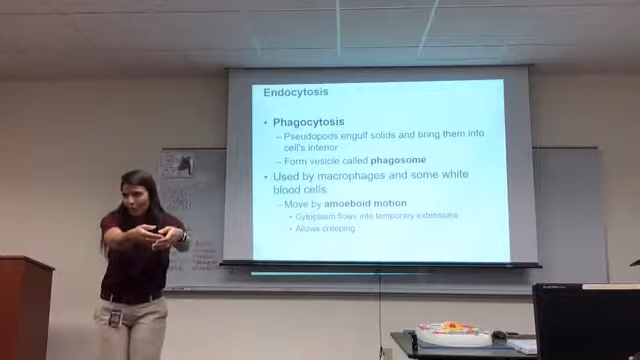 Endocytosis
• Phagocytosis
– Pseudopods engulf solids and bring them into
cell's interior
– Form vesicle called phagosome
• Used by macrophages and some white
blood cells
– Move by amoeboid motion
• Cytoplasm flows into temporary extensions
• Allows creeping